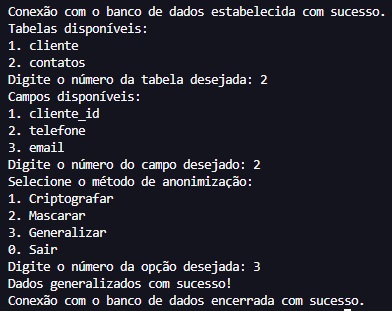 Conexão com o banco de dados estabelecida com sucesso.
Tabelas disponíveis:
1. cliente
2. contatos
Digite o número da tabela desejada: 2
Campos disponíveis:
1. cliente_id
2. telefone
3. email
Digite o número do campo desejado: 2
Selecione o método de anonimização:
1. Criptografar
2. Mascarar
3. Generalizar
0. Sair
Digite o número da opção desejada: 3
Dados generalizados com sucesso!
Conexão com o banco de dados encerrada com sucesso.